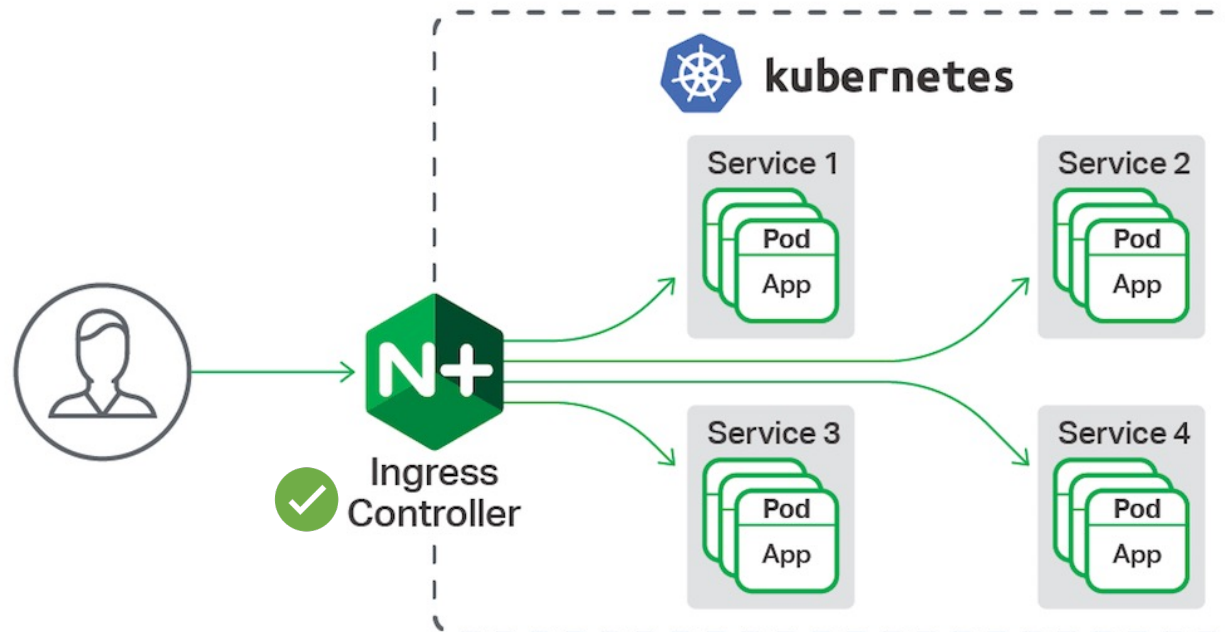 kubernetes
Service 1
Pod
App
Service 2
Pod
App
N+
Ingress
Controller
Service 3
Pod
App
Service 4
Pod
App